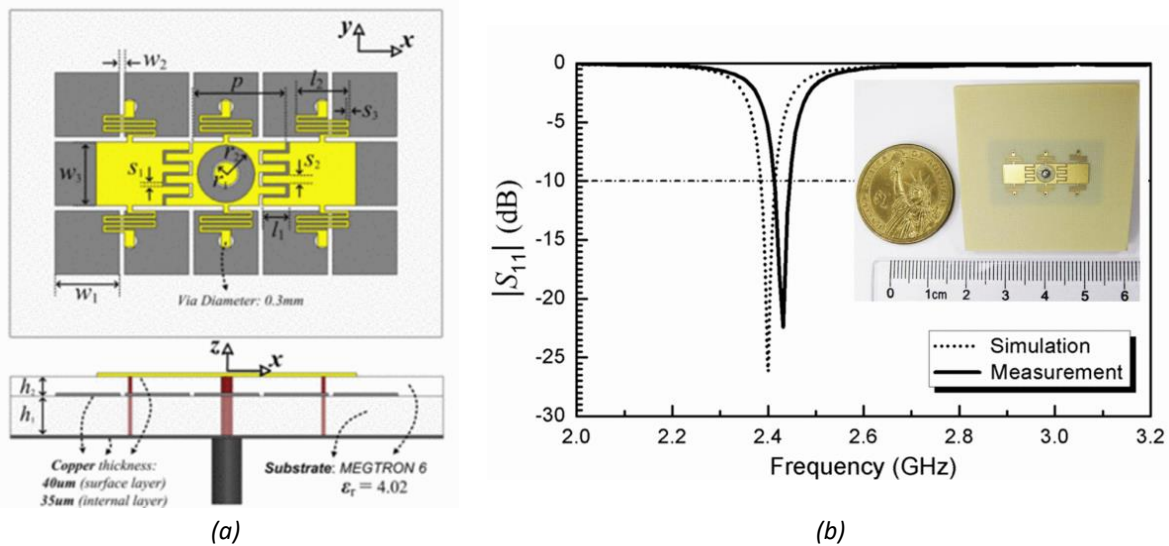 y
x
w₂
p
l₂
s₃
r₂
r₁
s₁
s₂
w₃
l₁
w₁
Via Diameter: 0.3mm
z
x
h₂
h₁
Copper thickness:
40um (surface layer)
35um (internal layer)
Substrate: MEGTRON 6
εr = 4.02
(a)
|S₁₁| (dB)
0
-5
-10
-15
-20
-25
-30
2.0 2.2 2.4 2.6 2.8 3.0 3.2
Frequency (GHz)
0 1cm 2 3 4 5 6
Simulation
Measurement
(b)